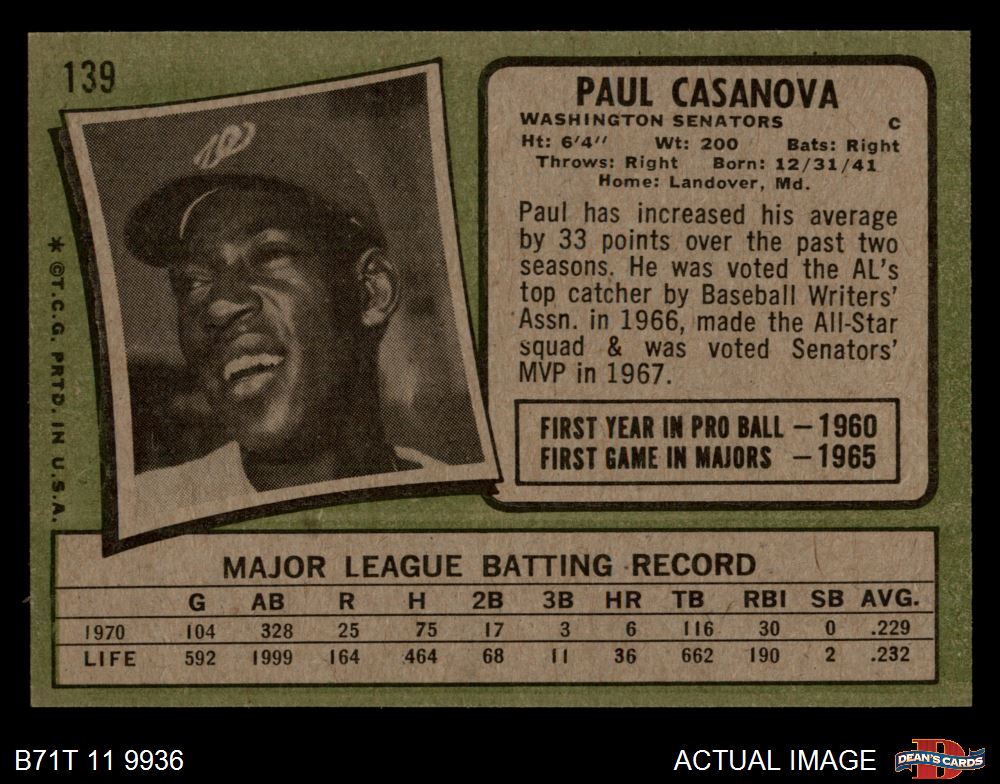 139
PAUL CASANOVA
WASHINGTON SENATORS C
Ht: 6'4" Wt: 200 Bats: Right
Throws: Right Born: 12/31/41
Home: Landover, Md.
Paul has increased his average
by 33 points over the past two
seasons. He was voted the AL's
top catcher by Baseball Writers'
Assn. in 1966, made the All-Star
squad & was voted Senators'
MVP in 1967.
FIRST YEAR IN PRO BALL – 1960
FIRST GAME IN MAJORS – 1965
* ©T.C.G. PRTD. IN U.S.A.
MAJOR LEAGUE BATTING RECORD
G AB R H 2B 3B HR TB RBI SB AVG.
1970 104 328 25 75 17 3 6 116 30 0 .229
LIFE 592 1999 164 464 68 11 36 662 190 2 .232
B71T 11 9936
ACTUAL IMAGE
D
DEAN'S CARDS